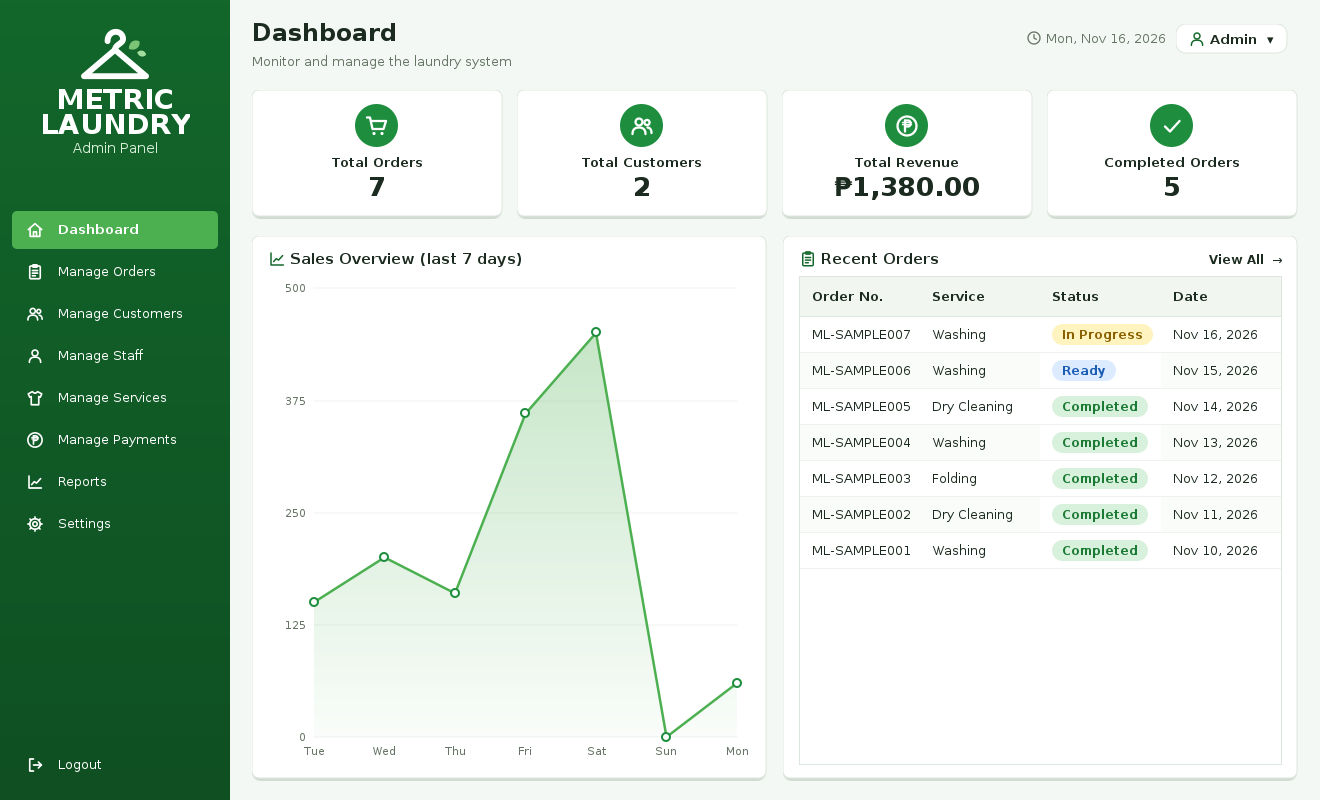 METRIC
LAUNDRY
Admin Panel
Dashboard
Manage Orders
Manage Customers
Manage Staff
Manage Services
Manage Payments
Reports
Settings
Logout
Dashboard
Monitor and manage the laundry system
Mon, Nov 16, 2026
Admin ▾
Total Orders
7
Total Customers
2
Total Revenue
₱1,380.00
Completed Orders
5
Sales Overview (last 7 days)
500
375
250
125
0
Tue Wed Thu Fri Sat Sun Mon
Recent Orders
View All →
Order No. Service Status Date
ML-SAMPLE007 Washing In Progress Nov 16, 2026
ML-SAMPLE006 Washing Ready Nov 15, 2026
ML-SAMPLE005 Dry Cleaning Completed Nov 14, 2026
ML-SAMPLE004 Washing Completed Nov 13, 2026
ML-SAMPLE003 Folding Completed Nov 12, 2026
ML-SAMPLE002 Dry Cleaning Completed Nov 11, 2026
ML-SAMPLE001 Washing Completed Nov 10, 2026